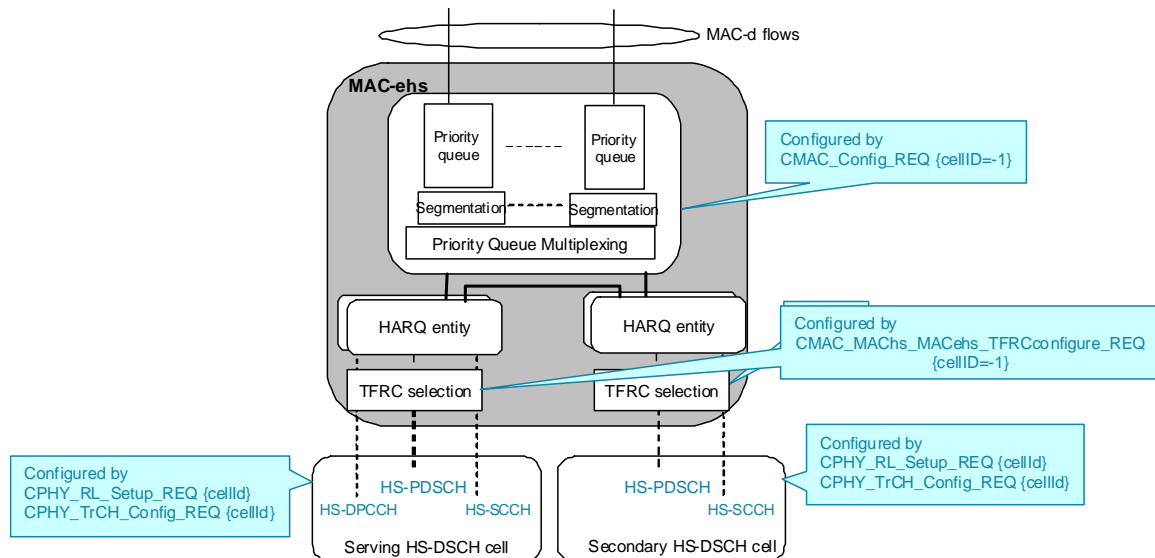 MAC-d flows
MAC-ehs
Priority
queue
Priority
queue
Configured by
CMAC_Config_REQ {cellID=-1}
Segmentation
Segmentation
Priority Queue Multiplexing
HARQ entity
HARQ entity
Configured by
CMAC_MAChs_MACehs_TFRCconfigure_REQ
{cellID=-1}
TFRC selection
TFRC selection
Configured by
CPHY_RL_Setup_REQ {cellId}
CPHY_TrCH_Config_REQ {cellId}
HS-PDSCH
HS-DPCCH
HS-SCCH
Serving HS-DSCH cell
HS-PDSCH
HS-SCCH
Secondary HS-DSCH cell
Configured by
CPHY_RL_Setup_REQ {cellId}
CPHY_TrCH_Config_REQ {cellId}